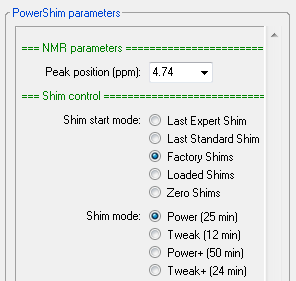 PowerShim parameters
=== NMR parameters ==========================
Peak position (ppm): 4.74
=== Shim control =============================
Shim start mode: Last Expert Shim
Last Standard Shim
Factory Shims
Loaded Shims
Zero Shims
Shim mode: Power (25 min)
Tweak (12 min)
Power+ (50 min)
Tweak+ (24 min)